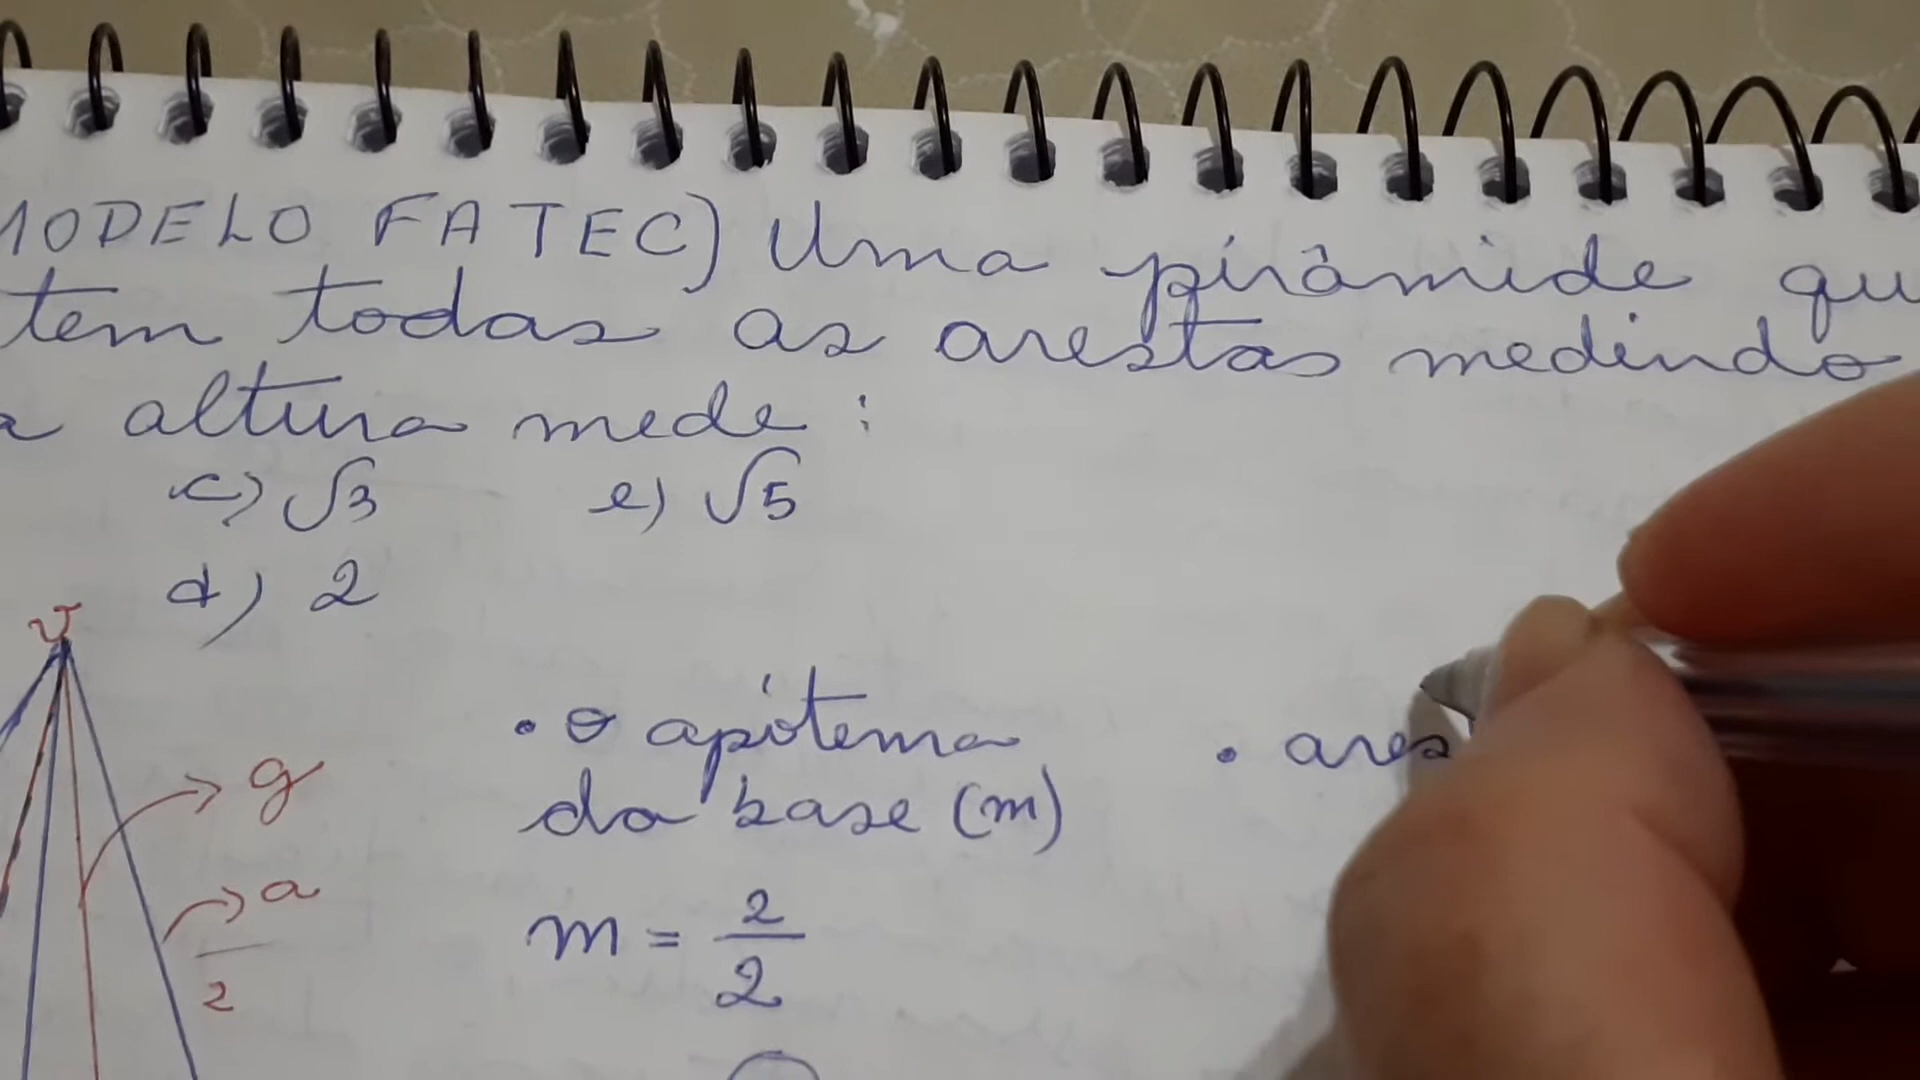 MODELO FATEC) Uma pirâmide qu
tem todas as arestas medindo
a altura mede :
c) √3 e) √5
d) 2
v
g
a
2
• o apótema
da base (m)
m = 2/2
• ares